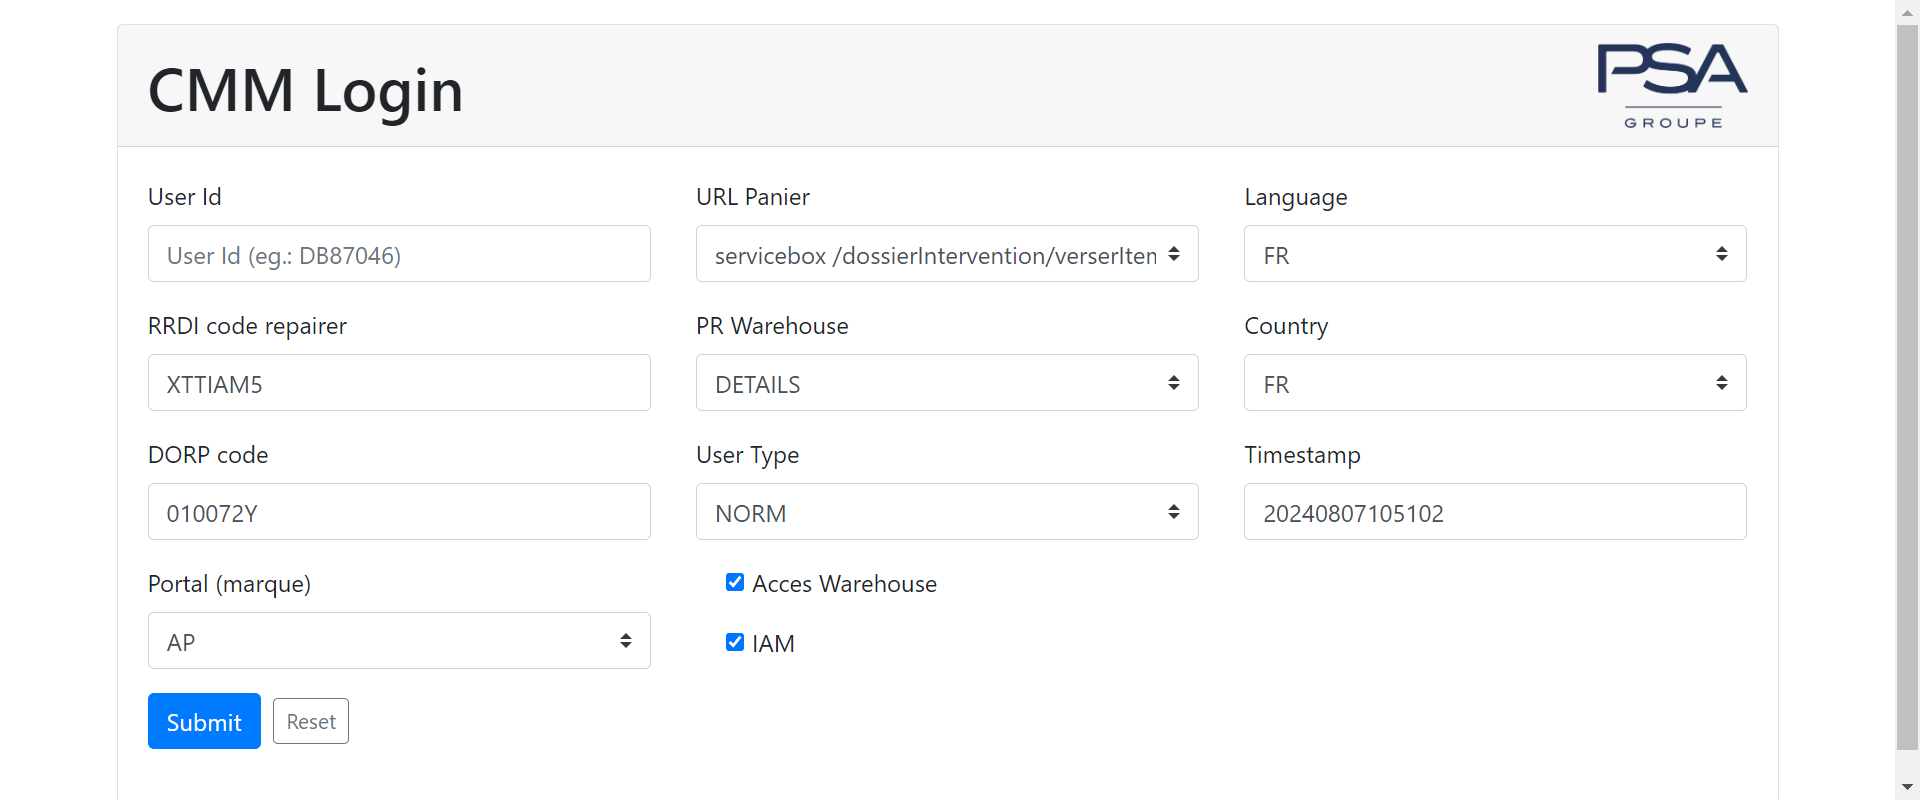 CMM Login
PSA
GROUPE
User Id
URL Panier
Language
User Id (eg.: DB87046)
servicebox /dossierIntervention/verserIten
FR
RRDI code repairer
PR Warehouse
Country
XTTIAM5
DETAILS
FR
DORP code
User Type
Timestamp
010072Y
NORM
20240807105102
Portal (marque)
Acces Warehouse
AP
IAM
Submit
Reset